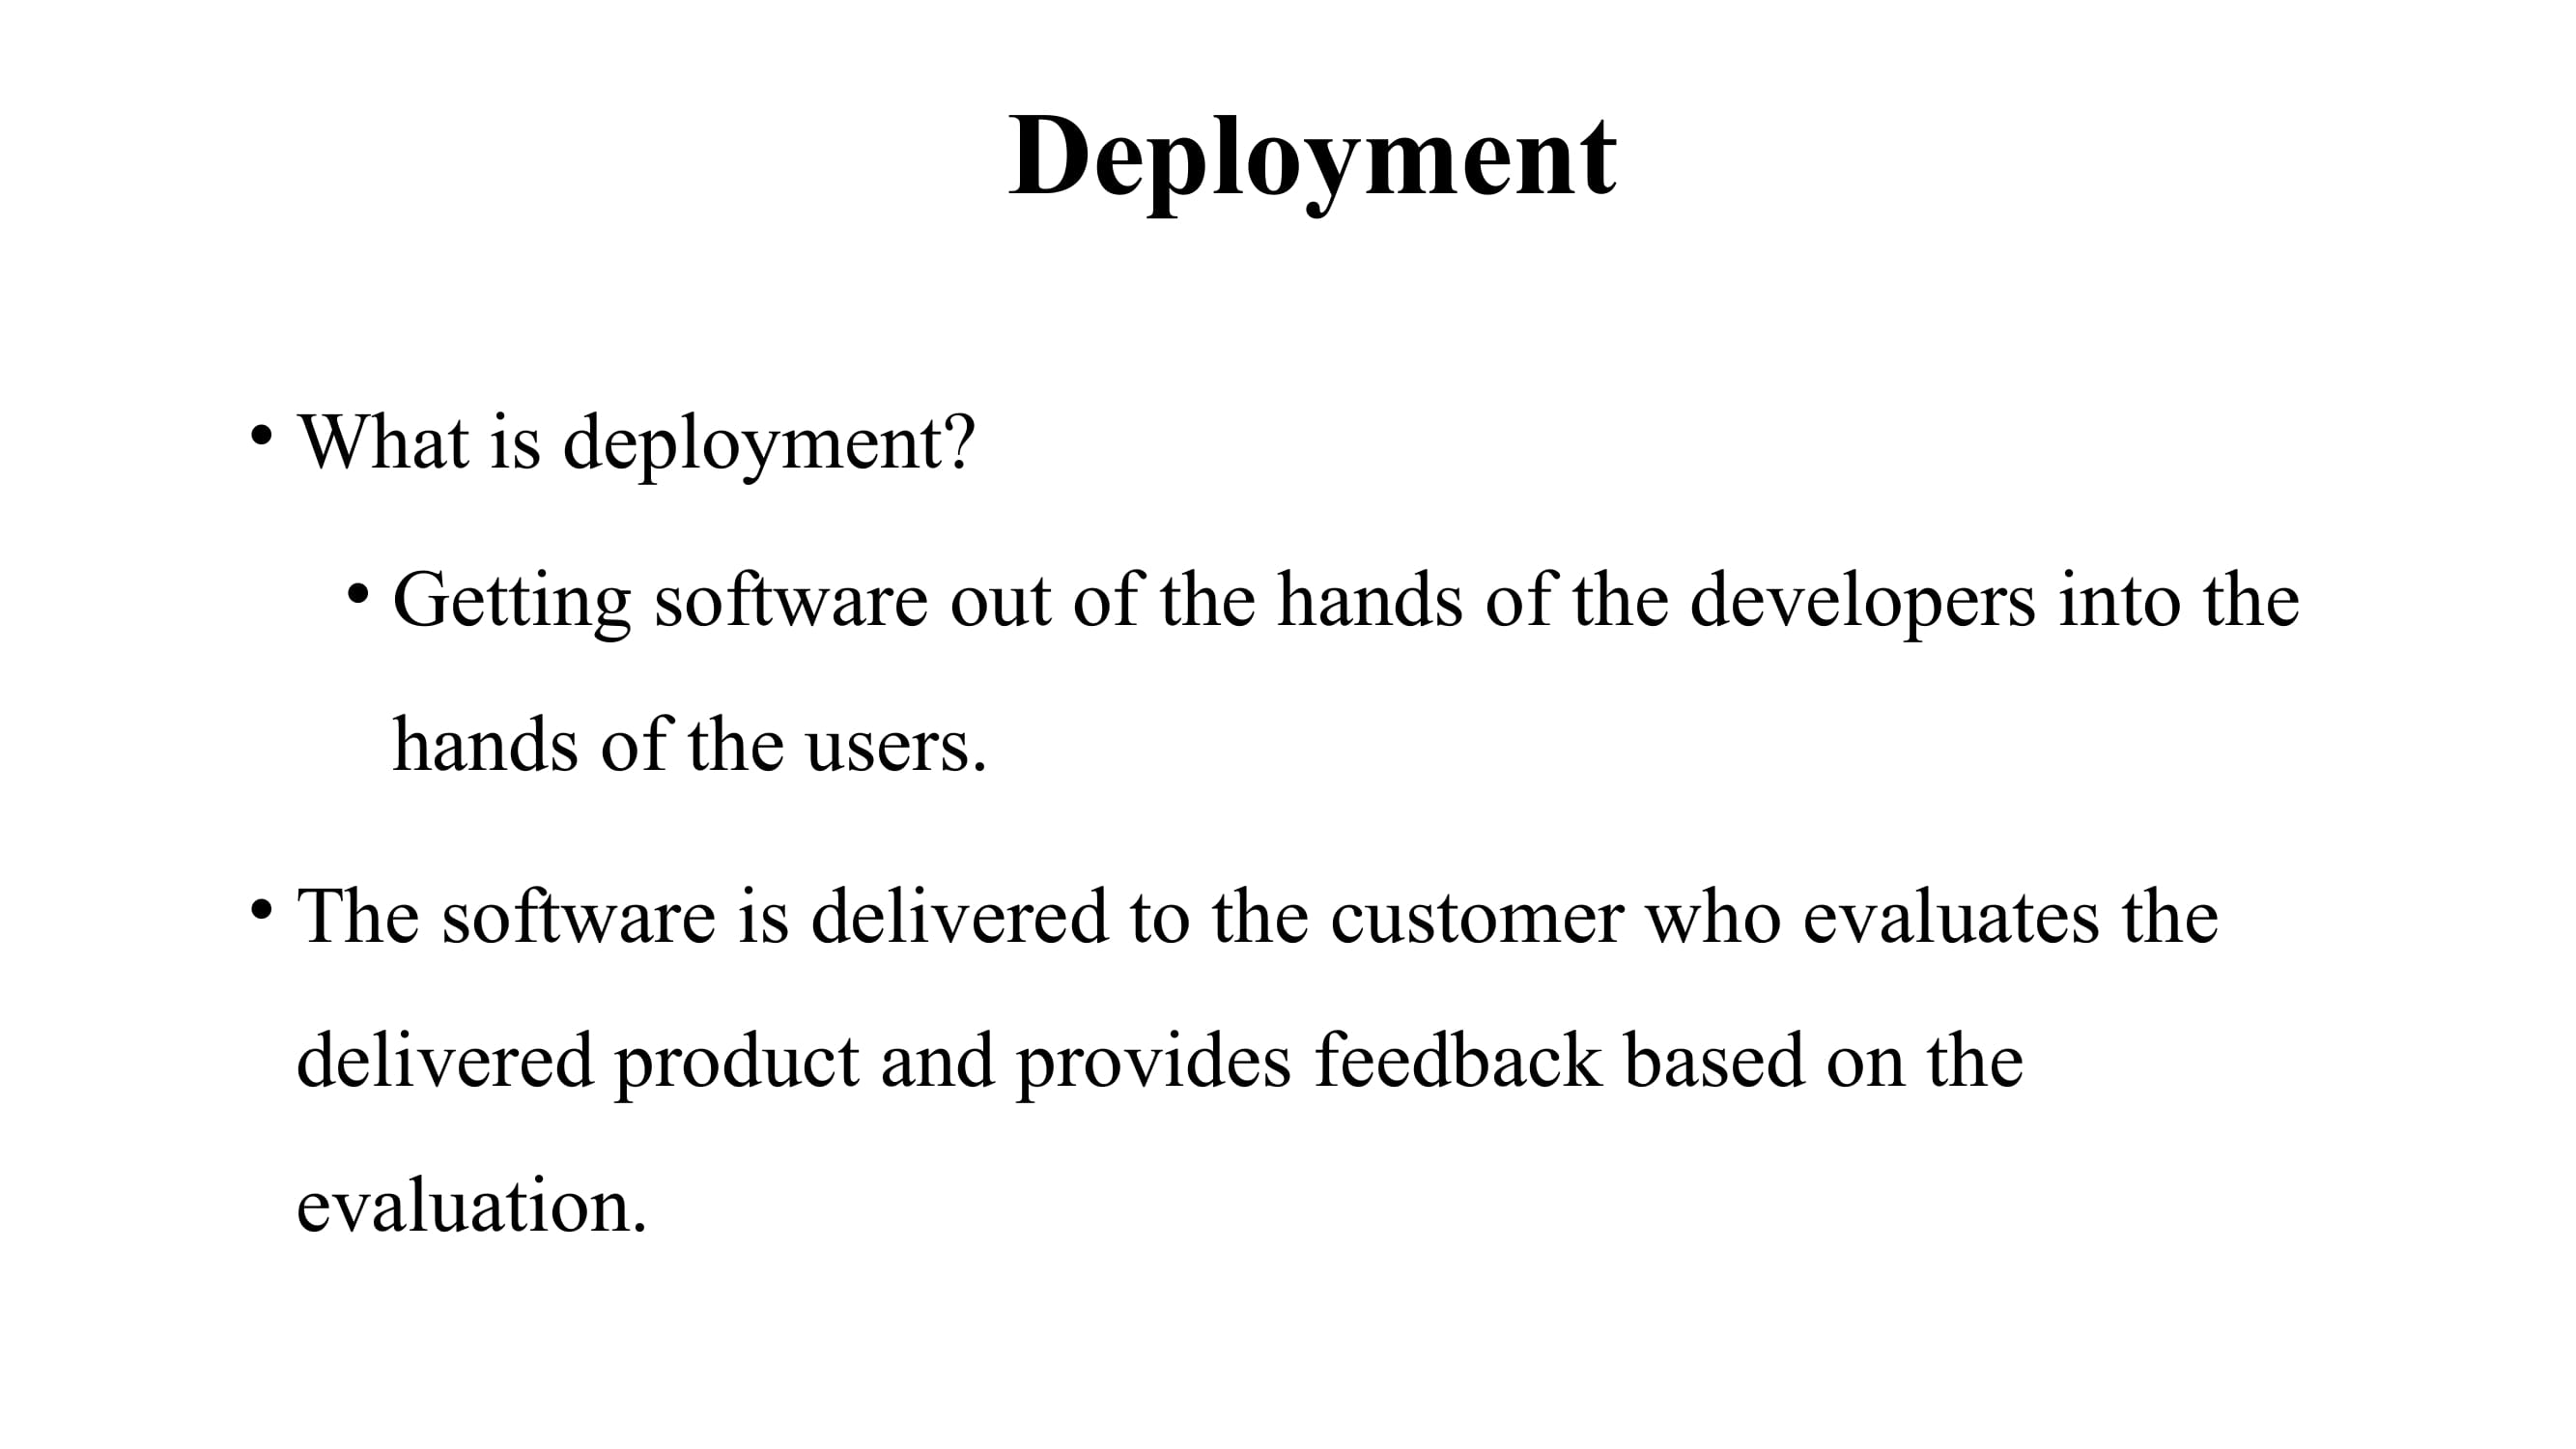 Deployment
• What is deployment?
• Getting software out of the hands of the developers into the
hands of the users.
• The software is delivered to the customer who evaluates the
delivered product and provides feedback based on the
evaluation.